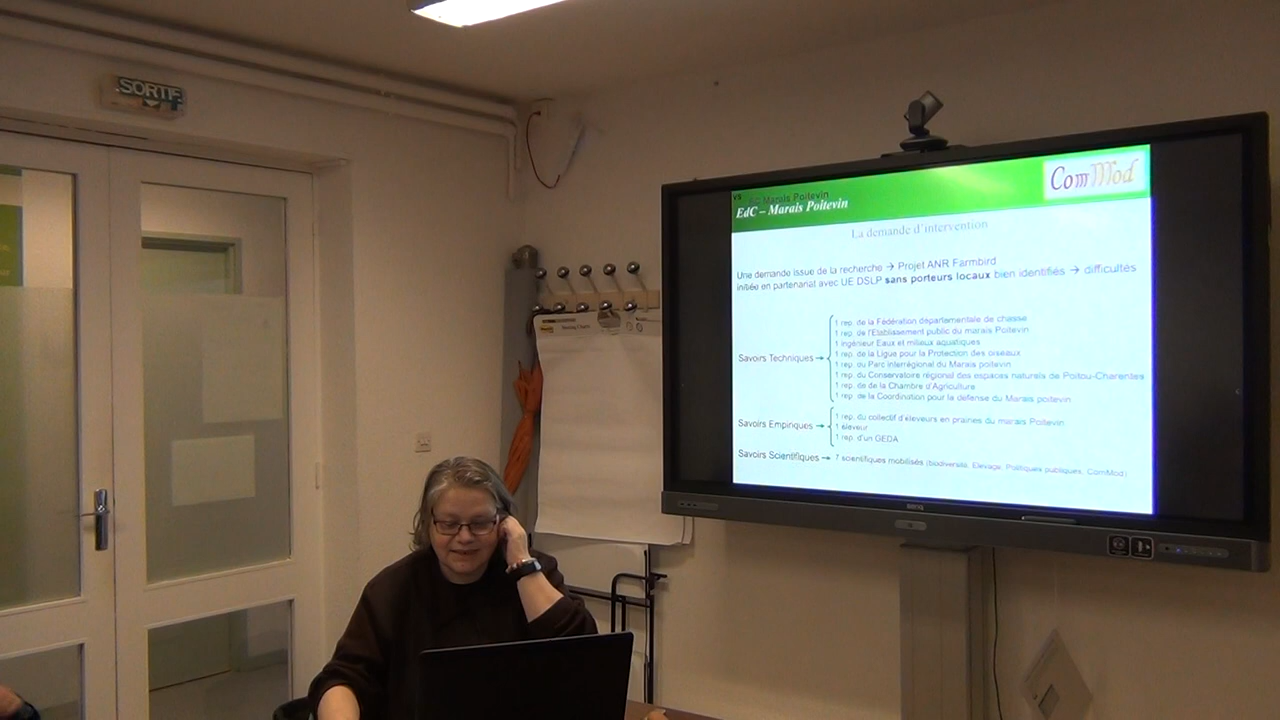 SORTIE
ComMod
EdC – Marais Poitevin
La demande d'intervention
Une demande issue de la recherche → Projet ANR Farmbird
initiée en partenariat avec UE DSLP sans porteurs locaux bien identifiés → difficultés
Savoirs Techniques →
1 rep. de la Fédération départementale de chasse
1 rep. de l'Etablissement public du marais Poitevin
1 ingénieur Eaux et milieux aquatiques
1 rep. de la Ligue pour la Protection des oiseaux
1 rep. du Parc interrégional du Marais poitevin
1 rep. du Conservatoire régional des espaces naturels de Poitou-Charentes
1 rep. de de la Chambre d'Agriculture
1 rep. de la Coordination pour la défense du Marais poitevin
Savoirs Empiriques →
1 rep. du collectif d'éleveurs en prairies du marais Poitevin
1 éleveur
1 rep. d'un GEDA
Savoirs Scientifiques → 7 scientifiques mobilisés (biodiversité, Elevage, Politiques publiques, ComMod)
BenQ